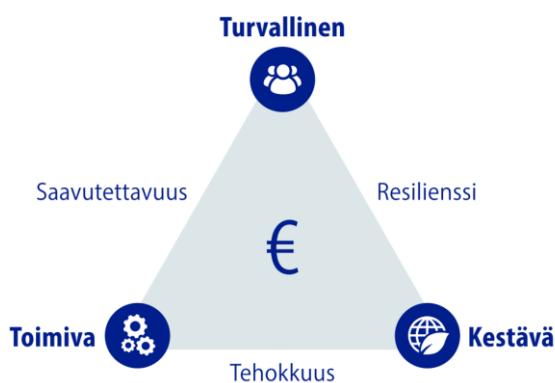 Turvallinen
Saavutettavuus
Resilienssi
€
Toimiva
Kestävä
Tehokkuus